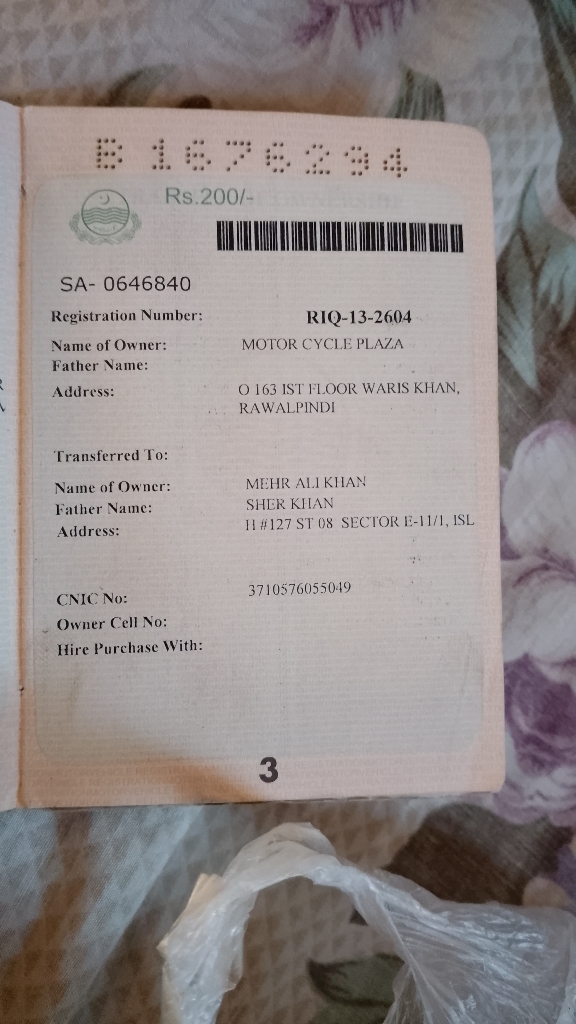 B 1676294
Rs.200/-
SA- 0646840
Registration Number: RIQ-13-2604
Name of Owner: MOTOR CYCLE PLAZA
Father Name:
Address: O 163 IST FLOOR WARIS KHAN,
RAWALPINDI
Transferred To:
Name of Owner: MEHR ALI KHAN
Father Name: SHER KHAN
Address: H #127 ST 08 SECTOR E-11/1, ISL
CNIC No: 3710576055049
Owner Cell No:
Hire Purchase With:
3